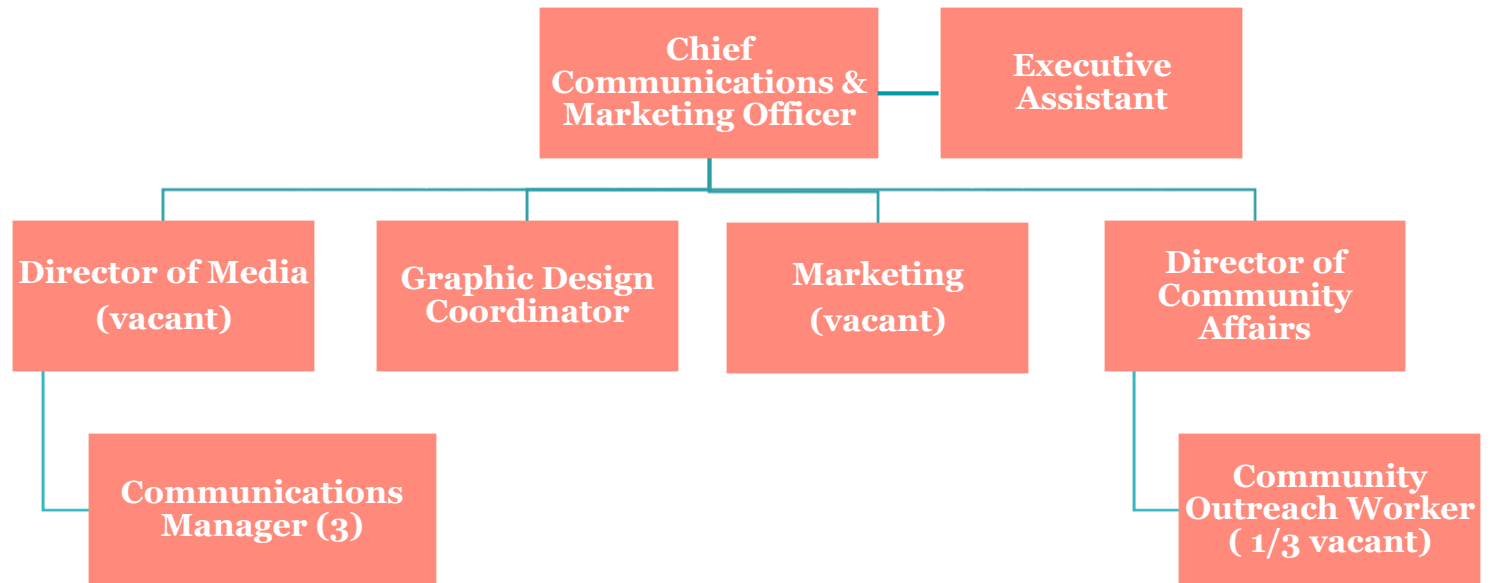 Chief
Communications &
Marketing Officer
Executive
Assistant
Director of Media
(vacant)
Graphic Design
Coordinator
Marketing
(vacant)
Director of
Community
Affairs
Communications
Manager (3)
Community
Outreach Worker
( 1/3 vacant)